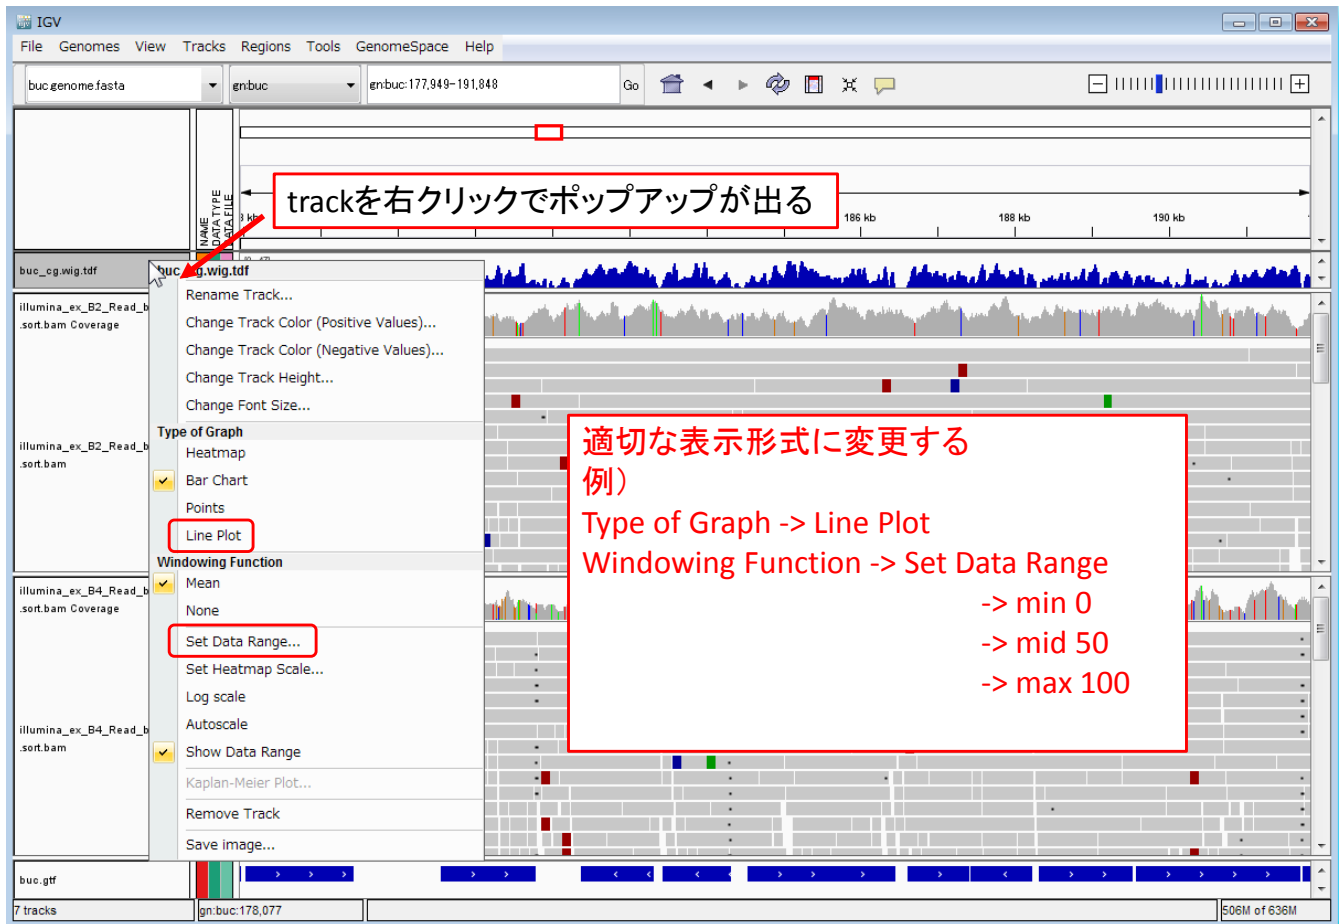 IGV
File Genomes View Tracks Regions Tools GenomeSpace Help
buc.genome.fasta gn:buc gn:buc:177,949-191,848 Go
NAME
DATA TYPE
DATA FILE
trackを右クリックでポップアップが出る
186 kb 188 kb 190 kb
buc_cg.wig.tdf
Rename Track...
Change Track Color (Positive Values)...
Change Track Color (Negative Values)...
Change Track Height...
Change Font Size...
Type of Graph
Heatmap
Bar Chart
Points
Line Plot
Windowing Function
Mean
None
Set Data Range...
Set Heatmap Scale...
Log scale
Autoscale
Show Data Range
Kaplan-Meier Plot...
Remove Track
Save image...
illumina_ex_B2_Read_b
.sort.bam Coverage
illumina_ex_B2_Read_b
.sort.bam
illumina_ex_B4_Read_b
.sort.bam Coverage
illumina_ex_B4_Read_b
.sort.bam
適切な表示形式に変更する
例）
Type of Graph -> Line Plot
Windowing Function -> Set Data Range
-> min 0
-> mid 50
-> max 100
buc.gtf
7 tracks gn:buc:178,077 506M of 636M